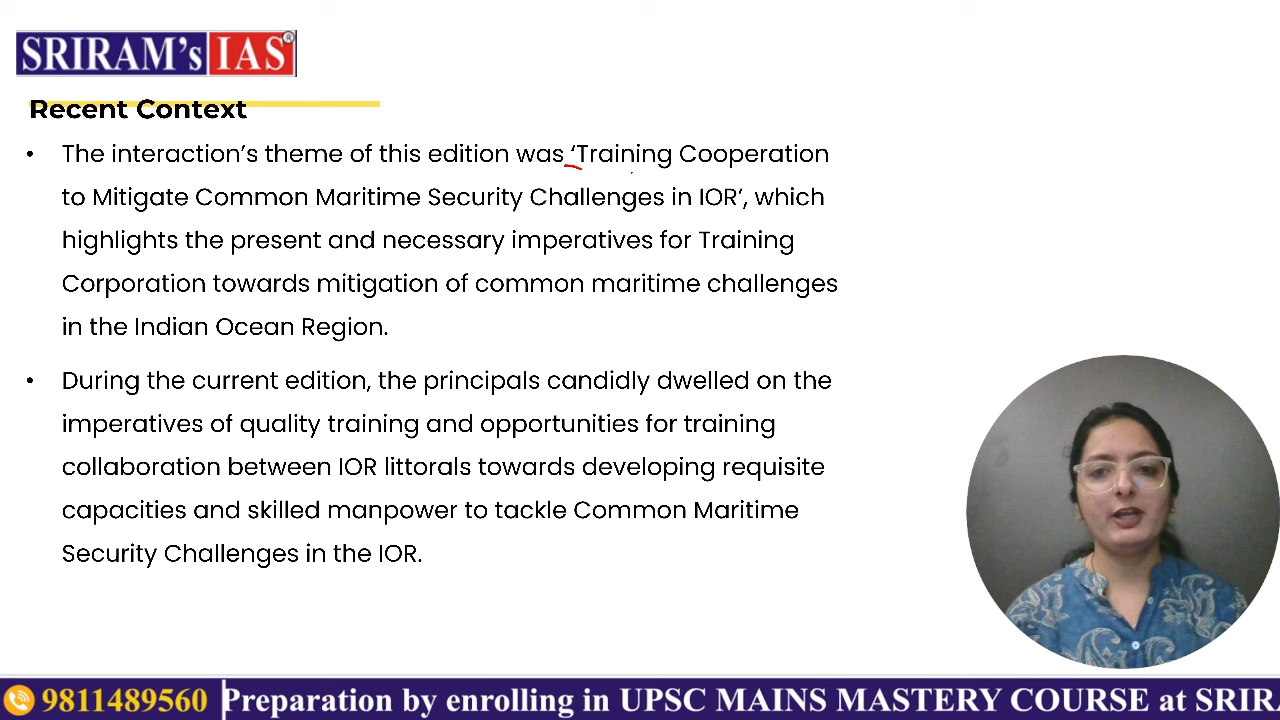 SRIRAM's IAS®
Recent Context
• The interaction's theme of this edition was 'Training Cooperation
to Mitigate Common Maritime Security Challenges in IOR', which
highlights the present and necessary imperatives for Training
Corporation towards mitigation of common maritime challenges
in the Indian Ocean Region.
• During the current edition, the principals candidly dwelled on the
imperatives of quality training and opportunities for training
collaboration between IOR littorals towards developing requisite
capacities and skilled manpower to tackle Common Maritime
Security Challenges in the IOR.
9811489560 Preparation by enrolling in UPSC MAINS MASTERY COURSE at SRIRA